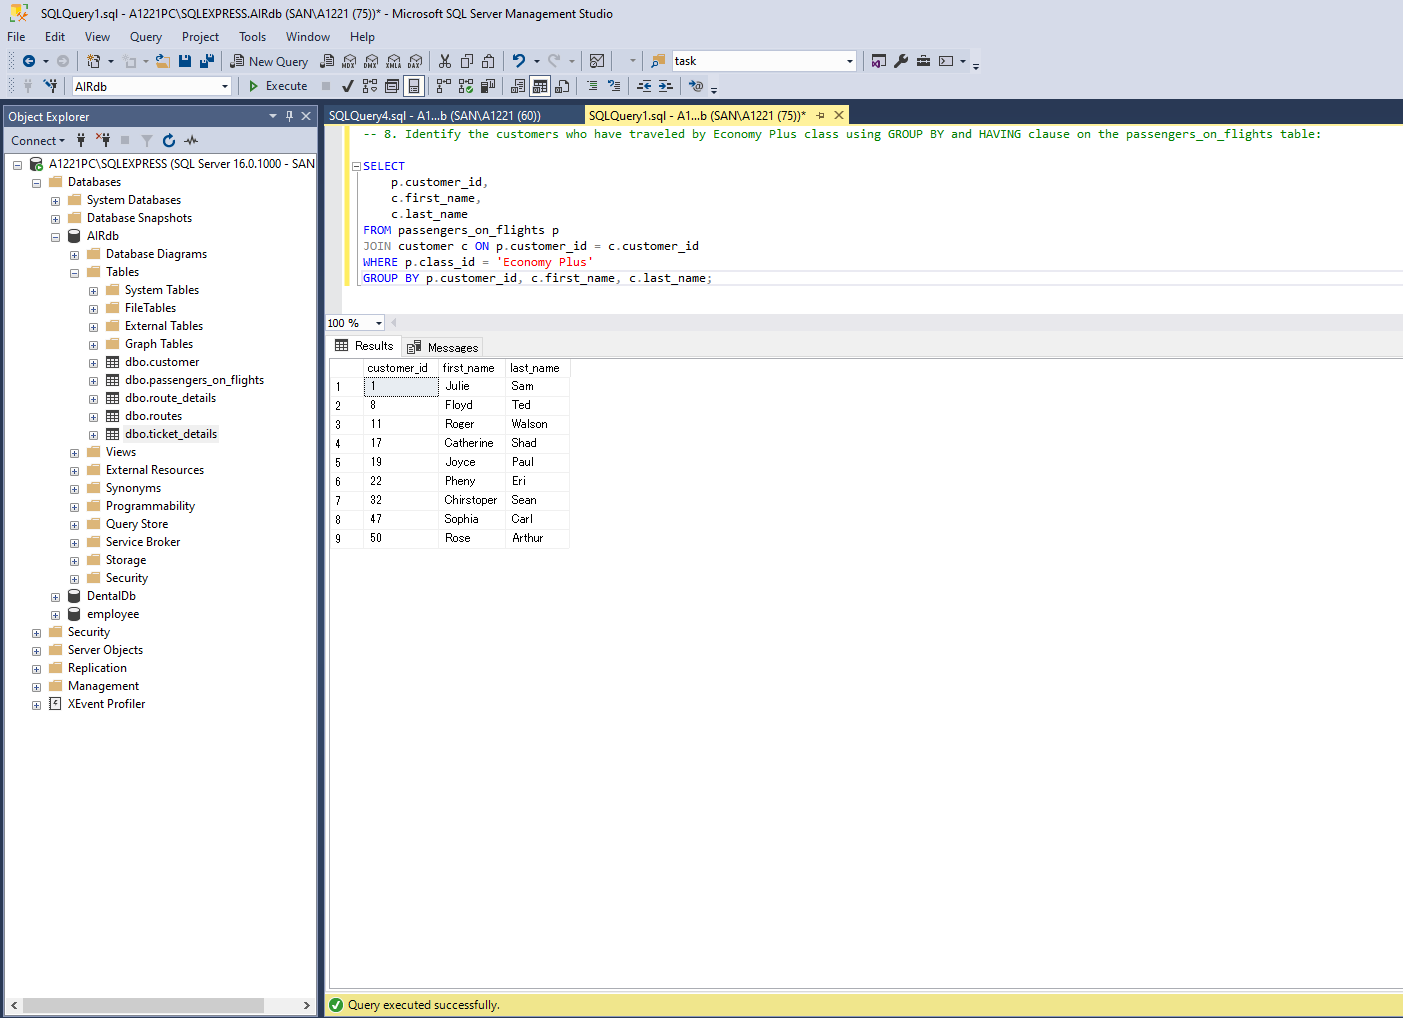 SQLQuery1.sql - A1221PC\SQLEXPRESS.AIRdb (SAN\A1221 (75))* - Microsoft SQL Server Management Studio
File Edit View Query Project Tools Window Help
New Query MDX DMX XMLA DAX task
AIRdb Execute
Object Explorer
Connect
A1221PC\SQLEXPRESS (SQL Server 16.0.1000 - SAN
Databases
System Databases
Database Snapshots
AIRdb
Database Diagrams
Tables
System Tables
FileTables
External Tables
Graph Tables
dbo.customer
dbo.passengers_on_flights
dbo.route_details
dbo.routes
dbo.ticket_details
Views
External Resources
Synonyms
Programmability
Query Store
Service Broker
Storage
Security
DentalDb
employee
Security
Server Objects
Replication
Management
XEvent Profiler
SQLQuery4.sql - A1...b (SAN\A1221 (60)) SQLQuery1.sql - A1...b (SAN\A1221 (75))*
-- 8. Identify the customers who have traveled by Economy Plus class using GROUP BY and HAVING clause on the passengers_on_flights table:
SELECT
p.customer_id,
c.first_name,
c.last_name
FROM passengers_on_flights p
JOIN customer c ON p.customer_id = c.customer_id
WHERE p.class_id = 'Economy Plus'
GROUP BY p.customer_id, c.first_name, c.last_name;
100 %
Results Messages
customer_id first_name last_name
1 1 Julie Sam
2 8 Floyd Ted
3 11 Roger Walson
4 17 Catherine Shad
5 19 Joyce Paul
6 22 Pheny Eri
7 32 Chirstoper Sean
8 47 Sophia Carl
9 50 Rose Arthur
Query executed successfully.